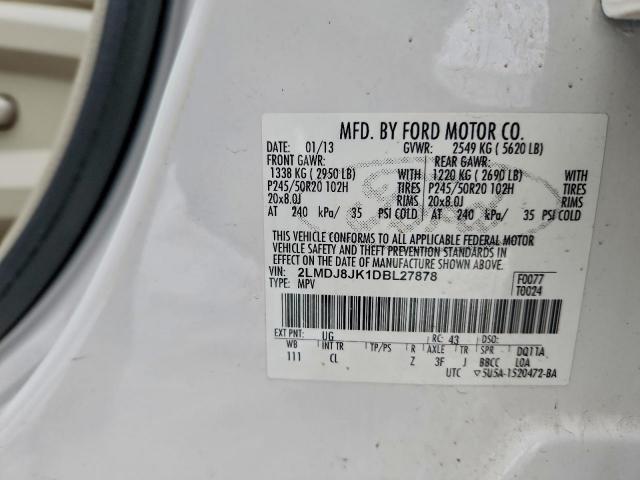 MFD. BY FORD MOTOR CO.
DATE: 01/13 GVWR: 2549 KG ( 5620 LB)
FRONT GAWR: REAR GAWR:
1338 KG ( 2950 LB) WITH 1220 KG ( 2690 LB) WITH
P245/50R20 102H TIRES P245/50R20 102H TIRES
20x8.0J RIMS 20x8.0J RIMS
AT 240 kPa/ 35 PSI COLD AT 240 kPa/ 35 PSI COLD
THIS VEHICLE CONFORMS TO ALL APPLICABLE FEDERAL MOTOR
VEHICLE SAFETY AND THEFT PREVENTION STANDARDS IN
EFFECT ON THE DATE OF MANUFACTURE SHOWN ABOVE.
VIN: 2LMDJ8JK1DBL27878 F0077
TYPE: MPV T0024
EXT PNT: UG RC: 43 DSO:
WB INT TR TP/PS R AXLE TR SPR DQ11A
111 CL Z 3F J BBCC LOA
UTC 5U5A-1520472-BA
Ford